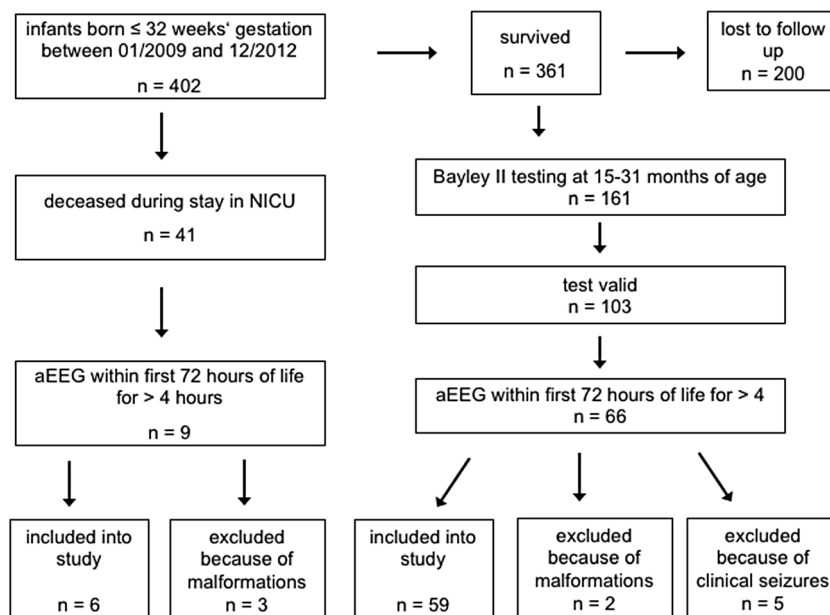 infants born ≤ 32 weeks‘ gestation
between 01/2009 and 12/2012
n = 402
survived
n = 361
lost to follow
up
n = 200
deceased during stay in NICU
n = 41
Bayley II testing at 15-31 months of age
n = 161
test valid
n = 103
aEEG within first 72 hours of life
for > 4 hours
n = 9
aEEG within first 72 hours of life for > 4
n = 66
included into
study
n = 6
excluded
because of
malformations
n = 3
included into
study
n = 59
excluded
because of
malformations
n = 2
excluded
because of
clinical seizures
n = 5